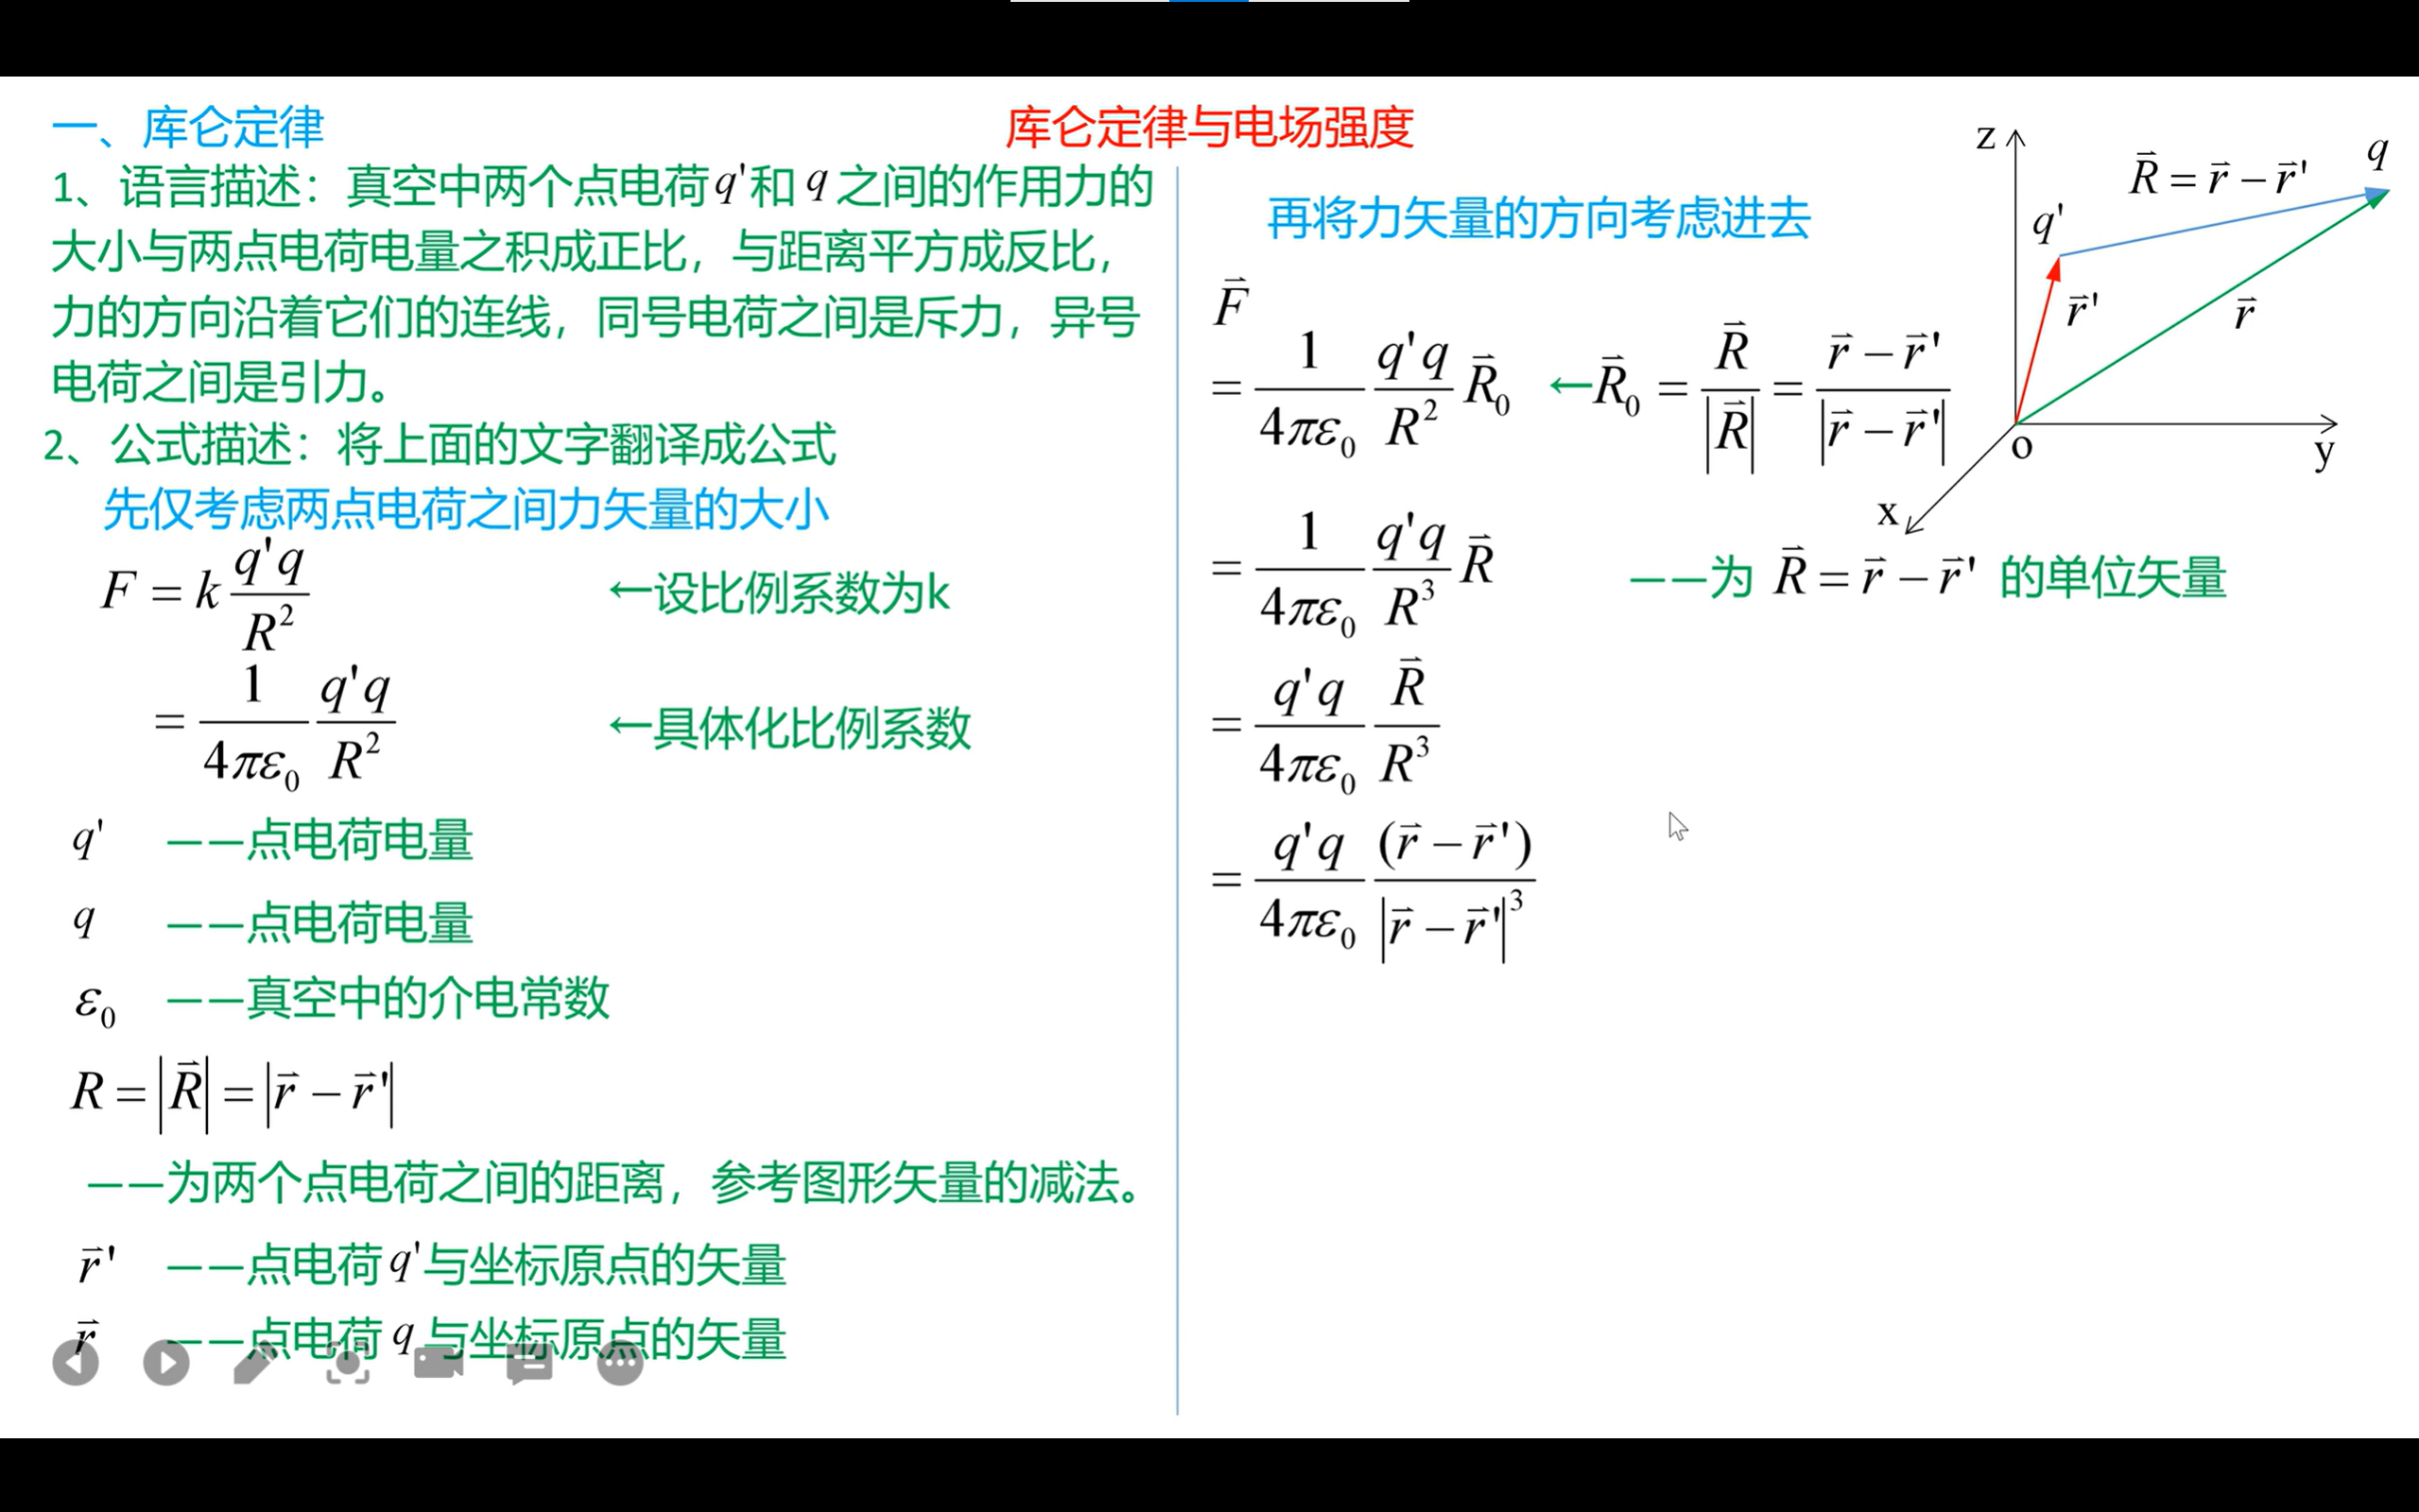 库仑定律与电场强度
一、库仑定律
1、语言描述：真空中两个点电荷q'和q之间的作用力的
大小与两点电荷电量之积成正比，与距离平方成反比，
力的方向沿着它们的连线，同号电荷之间是斥力，异号
电荷之间是引力。
2、公式描述：将上面的文字翻译成公式
先仅考虑两点电荷之间力矢量的大小
$F = k\frac{q'q}{R^2}$ ←设比例系数为k
$= \frac{1}{4\pi\varepsilon_0}\frac{q'q}{R^2}$ ←具体化比例系数
q' ——点电荷电量
q ——点电荷电量
$\varepsilon_0$ ——真空中的介电常数
$R = |\vec{R}| = |\vec{r} - \vec{r}'|$
——为两个点电荷之间的距离，参考图形矢量的减法。
$\vec{r}'$ ——点电荷q'与坐标原点的矢量
$\vec{r}$ ——点电荷q与坐标原点的矢量
再将力矢量的方向考虑进去
$\vec{F}$
$= \frac{1}{4\pi\varepsilon_0}\frac{q'q}{R^2}\vec{R}_0$ ←$\vec{R}_0 = \frac{\vec{R}}{|\vec{R}|} = \frac{\vec{r} - \vec{r}'}{|\vec{r} - \vec{r}'|}$
$= \frac{1}{4\pi\varepsilon_0}\frac{q'q}{R^3}\vec{R}$ ——为 $\vec{R} = \vec{r} - \vec{r}'$ 的单位矢量
$= \frac{q'q}{4\pi\varepsilon_0}\frac{\vec{R}}{R^3}$
$= \frac{q'q}{4\pi\varepsilon_0}\frac{(\vec{r} - \vec{r}')}{|\vec{r} - \vec{r}'|^3}$
z
$\vec{R} = \vec{r} - \vec{r}'$
q
q'
$\vec{r}'$
$\vec{r}$
o
y
x